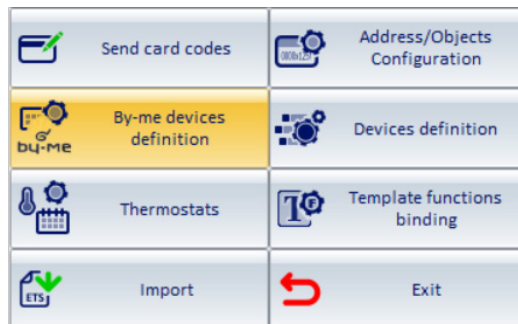 Send card codes
Address/Objects
Configuration
by-me
By-me devices
definition
Devices definition
Thermostats
Template functions
binding
ETS
Import
Exit